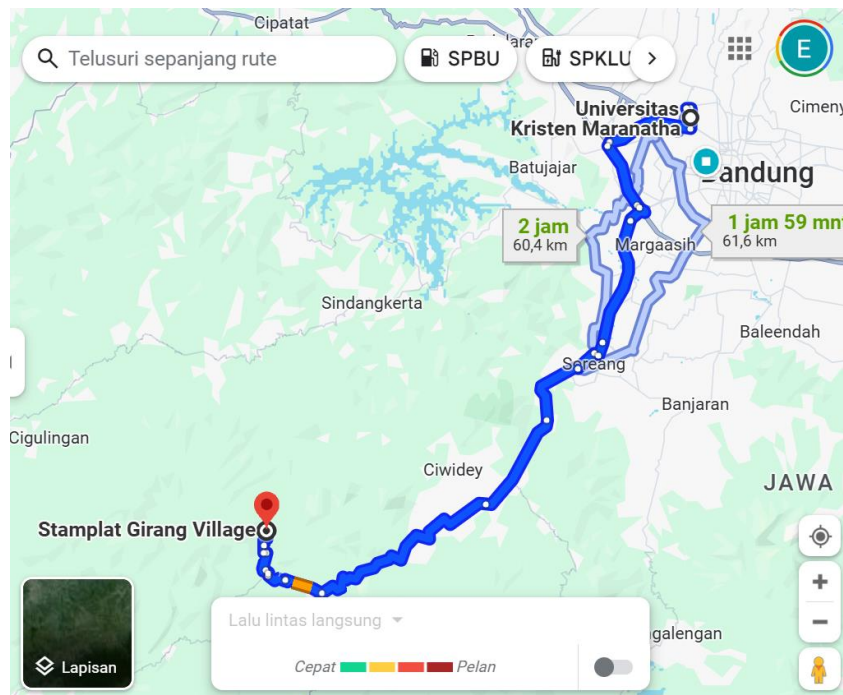 Cipatat
Telusuri sepanjang rute
SPBU
SPKLU
E
Cimeny
Universitas
Kristen Maranatha
Batujajar
Bandung
2 jam
60,4 km
1 jam 59 mnt
61,6 km
Margaasih
Sindangkerta
Baleendah
Soreang
Banjaran
Cigulingan
Ciwidey
JAWA
Stamplat Girang Village
Lalu lintas langsung
ngalengan
Lapisan
Cepat
Pelan